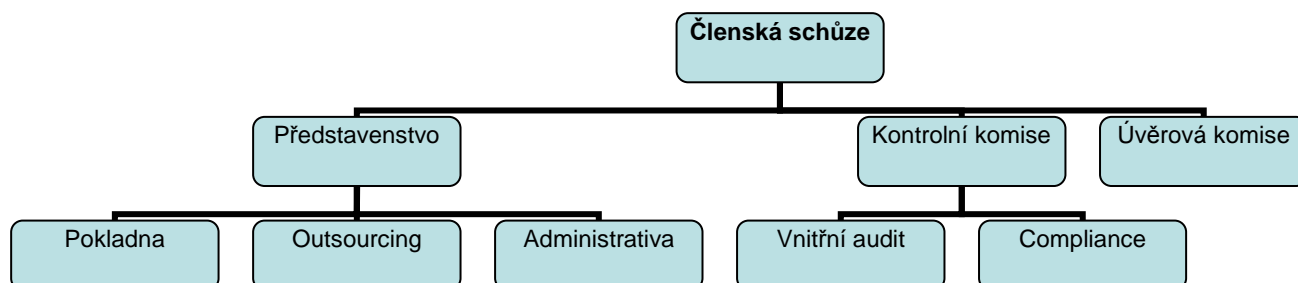 Členská schůze
Představenstvo
Kontrolní komise
Úvěrová komise
Pokladna
Outsourcing
Administrativa
Vnitřní audit
Compliance